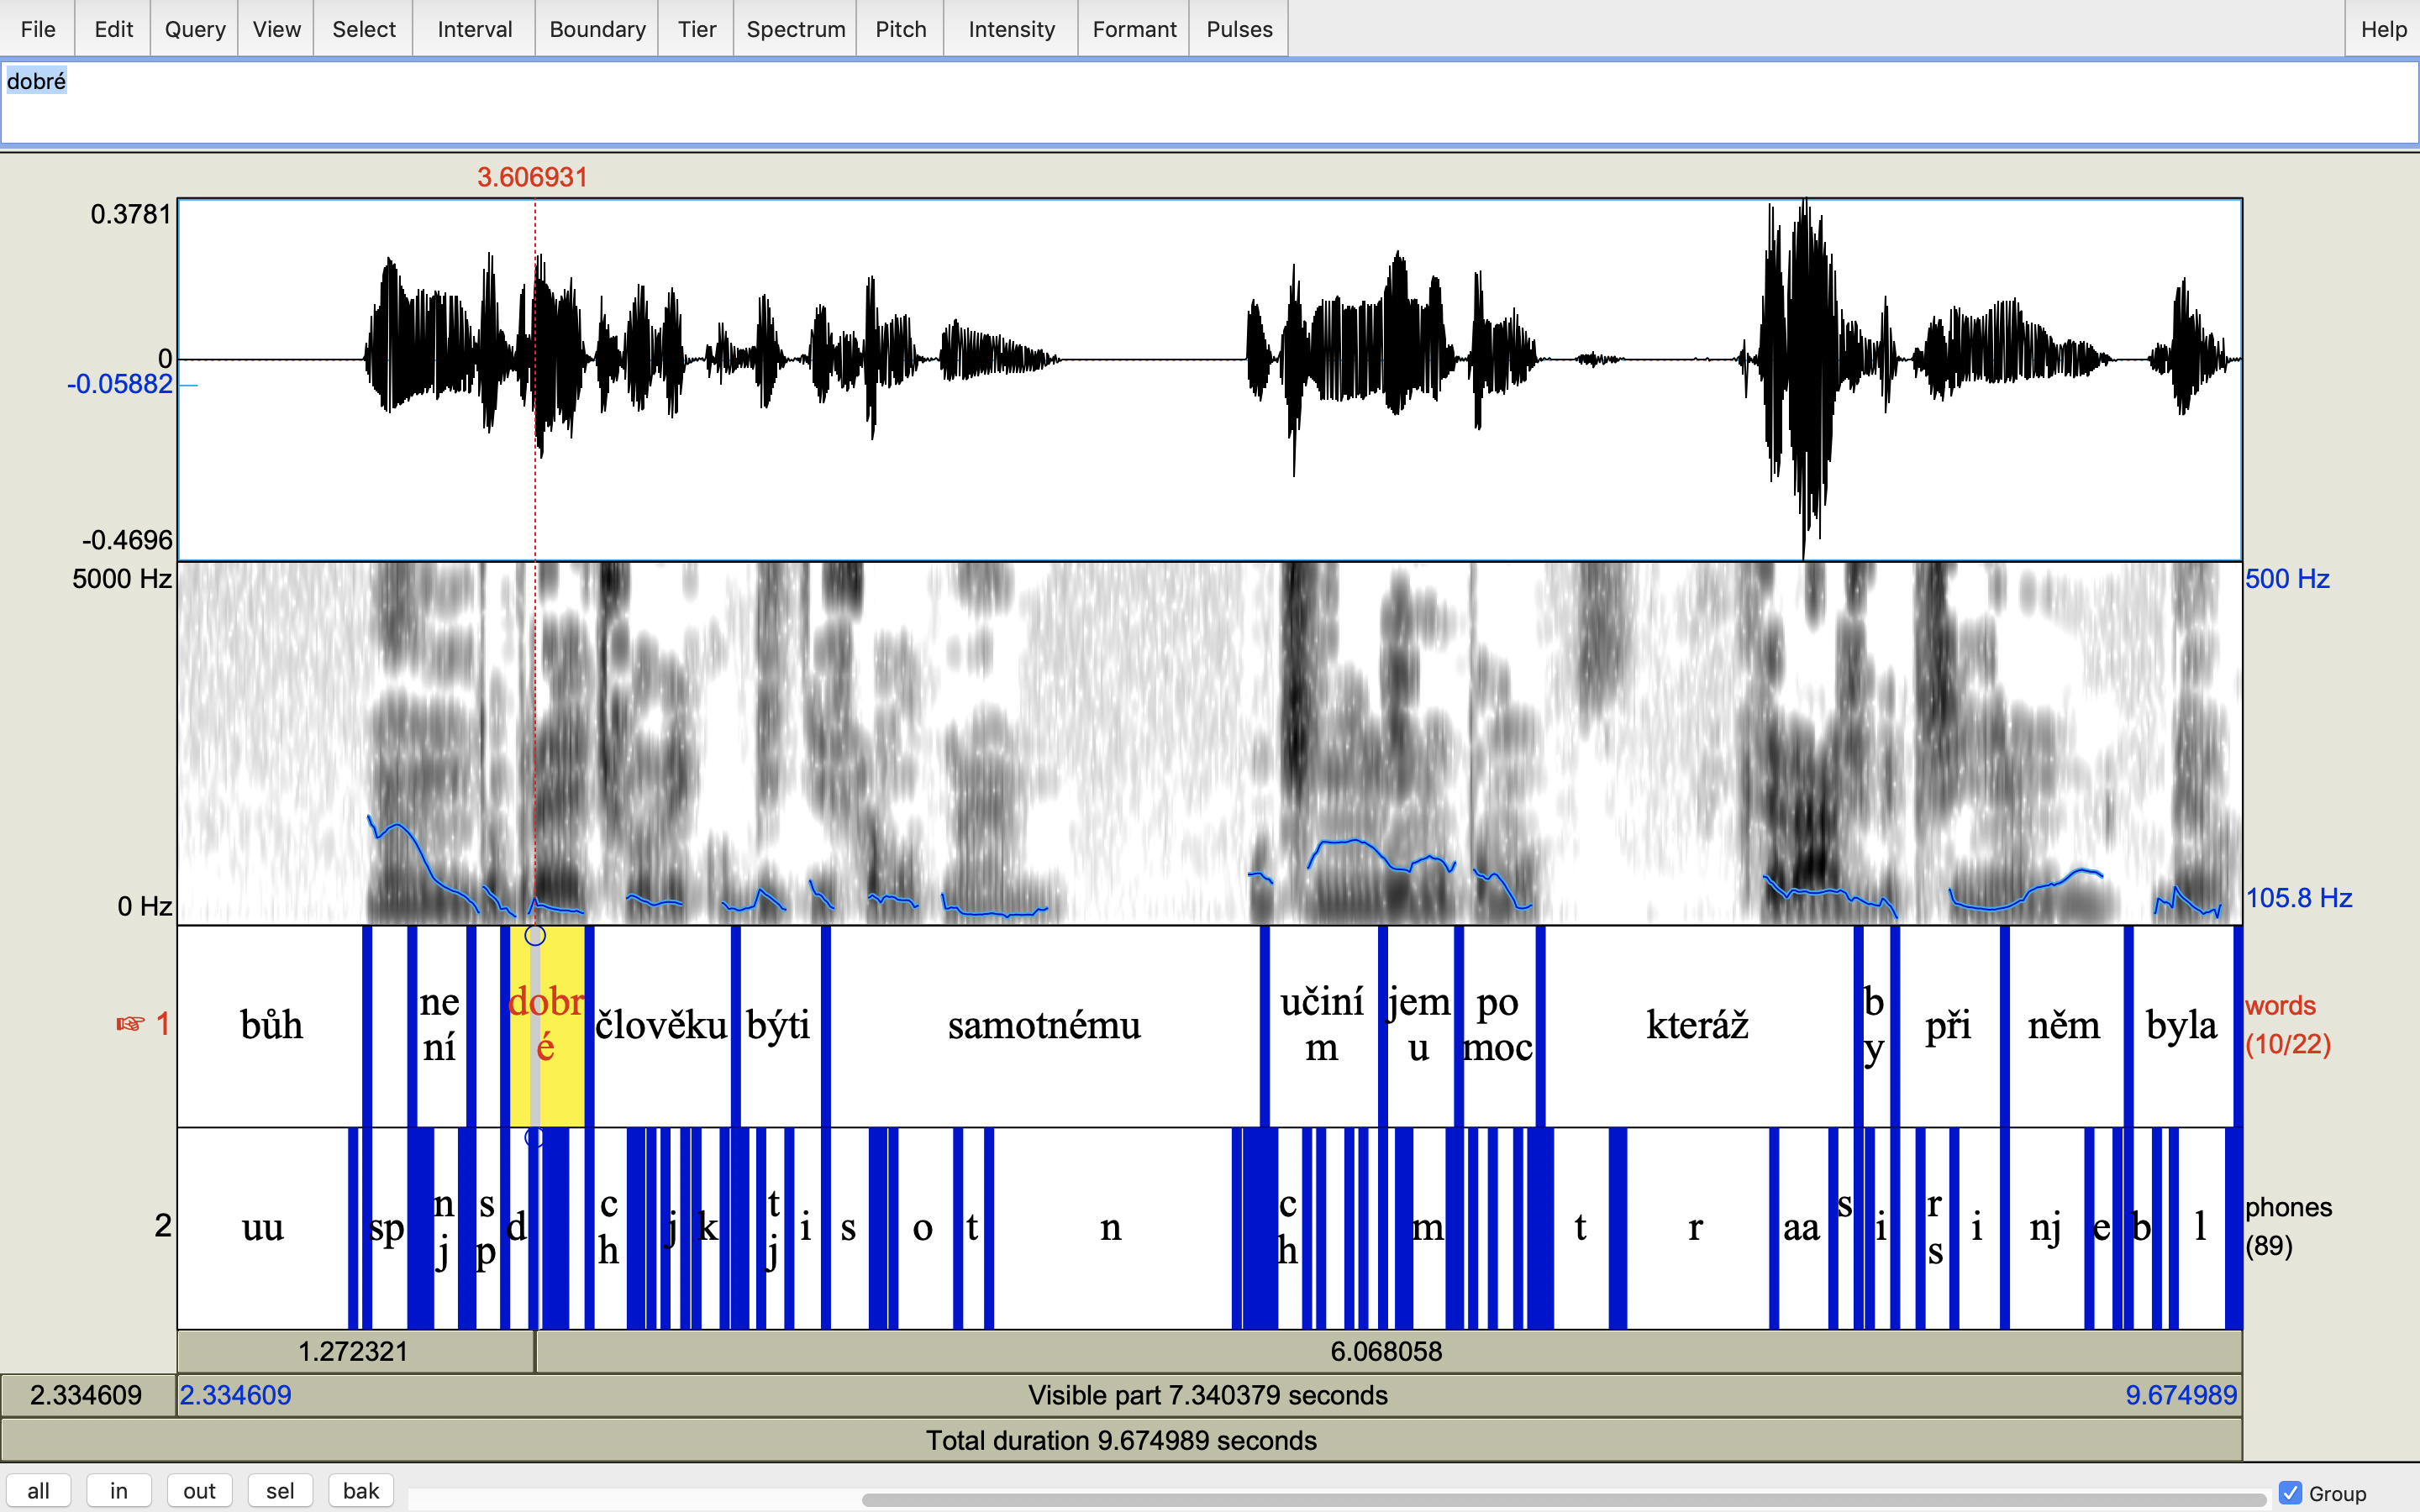 File Edit Query View Select Interval Boundary Tier Spectrum Pitch Intensity Formant Pulses Help
dobré
3.606931
0.3781
0
-0.05882
-0.4696
5000 Hz
500 Hz
0 Hz
105.8 Hz
☞ 1
bůh
ne
ní
dobr
é
člověku
býti
samotnému
učiní
m
jem
u
po
moc
kteráž
b
y
při
něm
byla
words
(10/22)
2
uu
sp
n
j
s
p
d
c
h
j
k
t
j
i
s
o
t
n
c
h
m
t
r
aa
s
i
r
s
i
nj
e
b
l
phones
(89)
1.272321 6.068058
2.334609 2.334609 Visible part 7.340379 seconds 9.674989
Total duration 9.674989 seconds
all in out sel bak Group